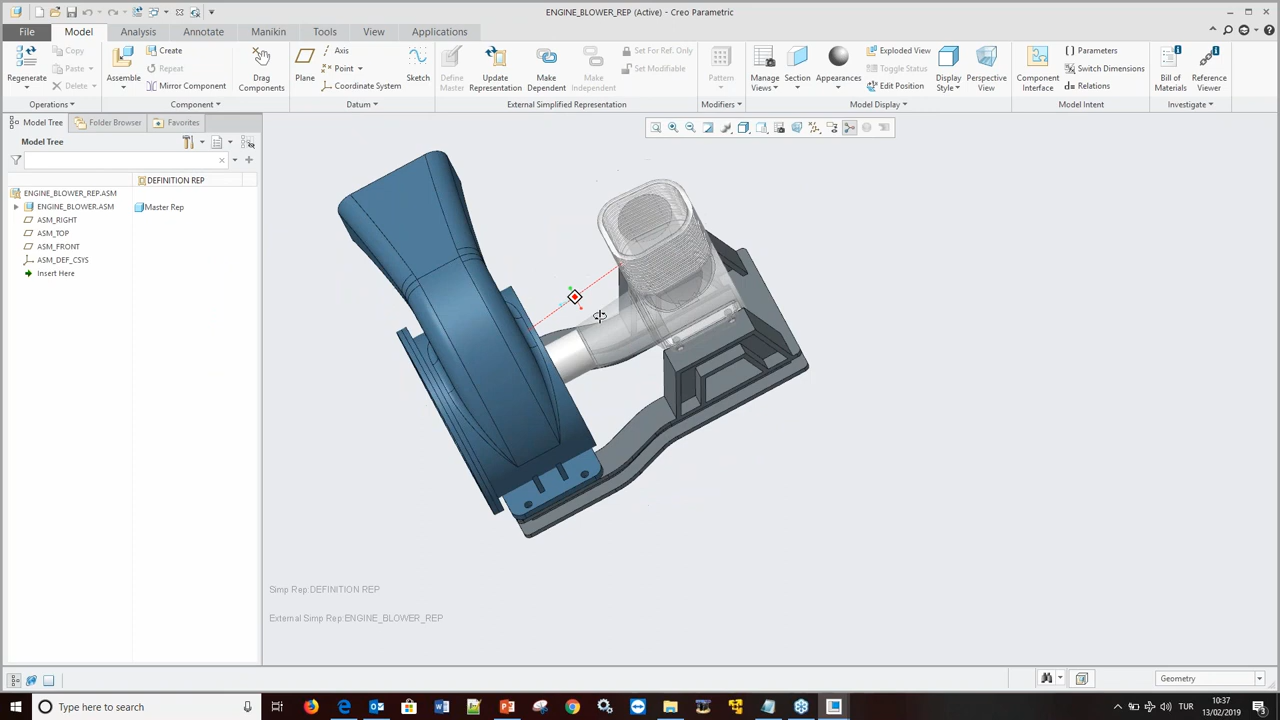 ENGINE_BLOWER_REP (Active) - Creo Parametric
File Model Analysis Annotate Manikin Tools View Applications
Regenerate
Copy
Paste
Delete
Operations
Assemble
Create
Repeat
Mirror Component
Drag Components
Component
Plane
Axis
Point
Coordinate System
Sketch
Datum
Define Master
Update Representation
Make Dependent
Make Independent
Set For Ref. Only
Set Modifiable
External Simplified Representation
Pattern
Modifiers
Manage Views
Section
Appearances
Exploded View
Toggle Status
Edit Position
Display Style
Perspective View
Model Display
Component Interface
Parameters
Switch Dimensions
Relations
Model Intent
Bill of Materials
Reference Viewer
Investigate
Model Tree Folder Browser Favorites
Model Tree
DEFINITION REP
ENGINE_BLOWER_REP.ASM
ENGINE_BLOWER.ASM Master Rep
ASM_RIGHT
ASM_TOP
ASM_FRONT
ASM_DEF_CSYS
Insert Here
Simp Rep:DEFINITION REP
External Simp Rep:ENGINE_BLOWER_REP
Geometry
Type here to search
TUR
10:37
13/02/2019